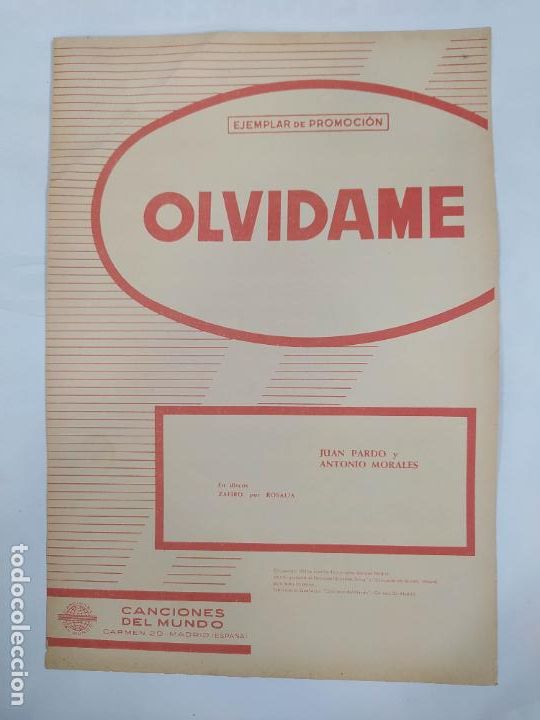 EJEMPLAR DE PROMOCIÓN
OLVIDAME
JUAN PARDO y
ANTONIO MORALES
En discos
ZAFIRO por ROSALIA
CANCIONES
DEL MUNDO
CARMEN 20 - MADRID (ESPAÑA)
todocoleccion